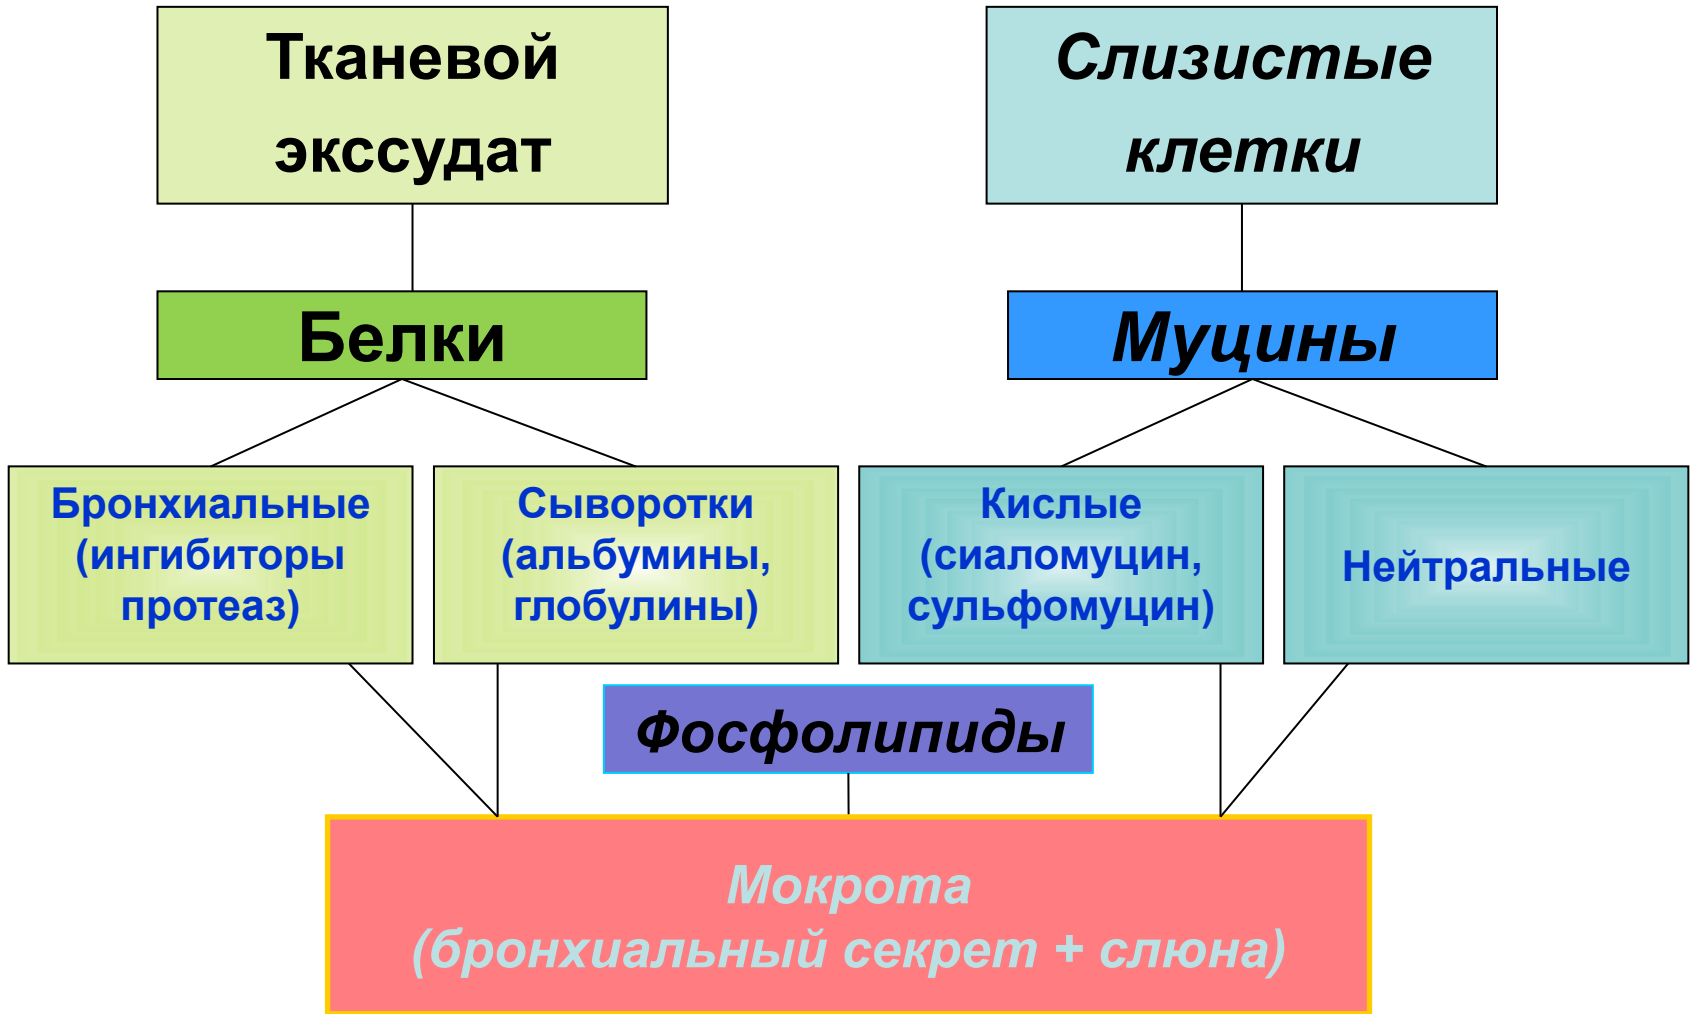 Тканевой
экссудат
Слизистые
клетки
Белки
Муцины
Бронхиальные
(ингибиторы
протеаз)
Сыворотки
(альбумины,
глобулины)
Кислые
(сиаломуцин,
сульфомуцин)
Нейтральные
Фосфолипиды
Мокрота
(бронхиальный секрет + слюна)